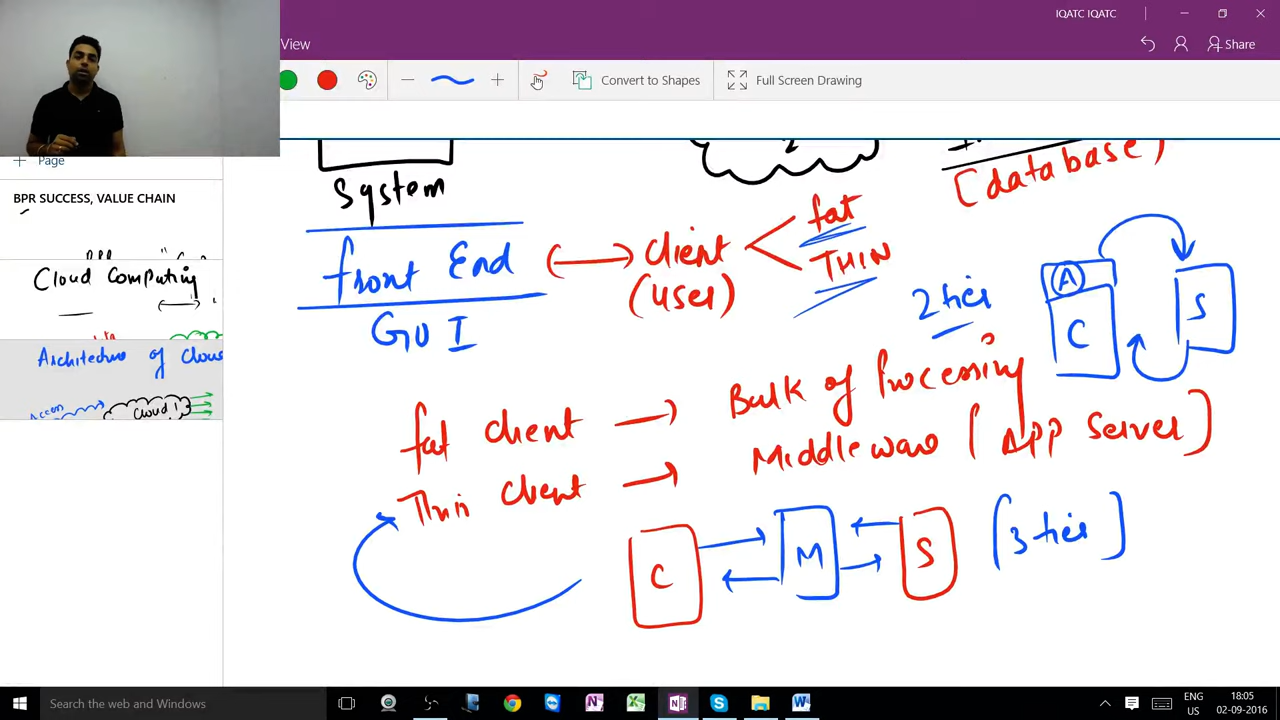 IQATC IQATC
View
Share
Convert to Shapes
Full Screen Drawing
Page
BPR SUCCESS, VALUE CHAIN
Cloud Computing
Architecture of Cloud
Access
Cloud
System
[database]
front End
client
(user)
fat
THIN
GUI
2 tier
A
C
S
fat client → Bulk of Processing
Thin client → Middleware (APP Server)
C
M
S
[3 tier]
Search the web and Windows
ENG
US
18:05
02-09-2016